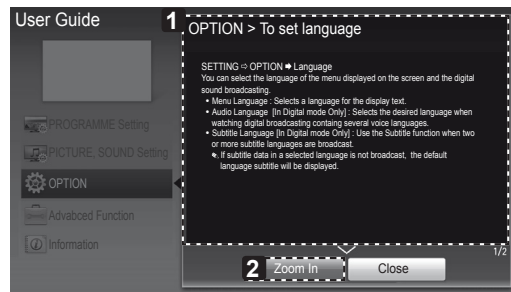 User Guide
1
OPTION > To set language
SETTING ⇨ OPTION ➡ Language
You can select the language of the menu displayed on the screen and the digital
sound broadcasting.
• Menu Language : Selects a language for the display text.
• Audio Language [In Digital mode Only] : Selects the desired language when
watching digital broadcasting containg several voice languages.
• Subtitle Language [In Digital mode Only] : Use the Subtitle function when two
or more subtitle languages are broadcast.
If subtitle data in a selected language is not broadcast, the default
language subtitle will be displayed.
PROGRAMME Setting
PICTURE, SOUND Setting
OPTION
Advabced Function
Information
1/2
2
Zoom In
Close